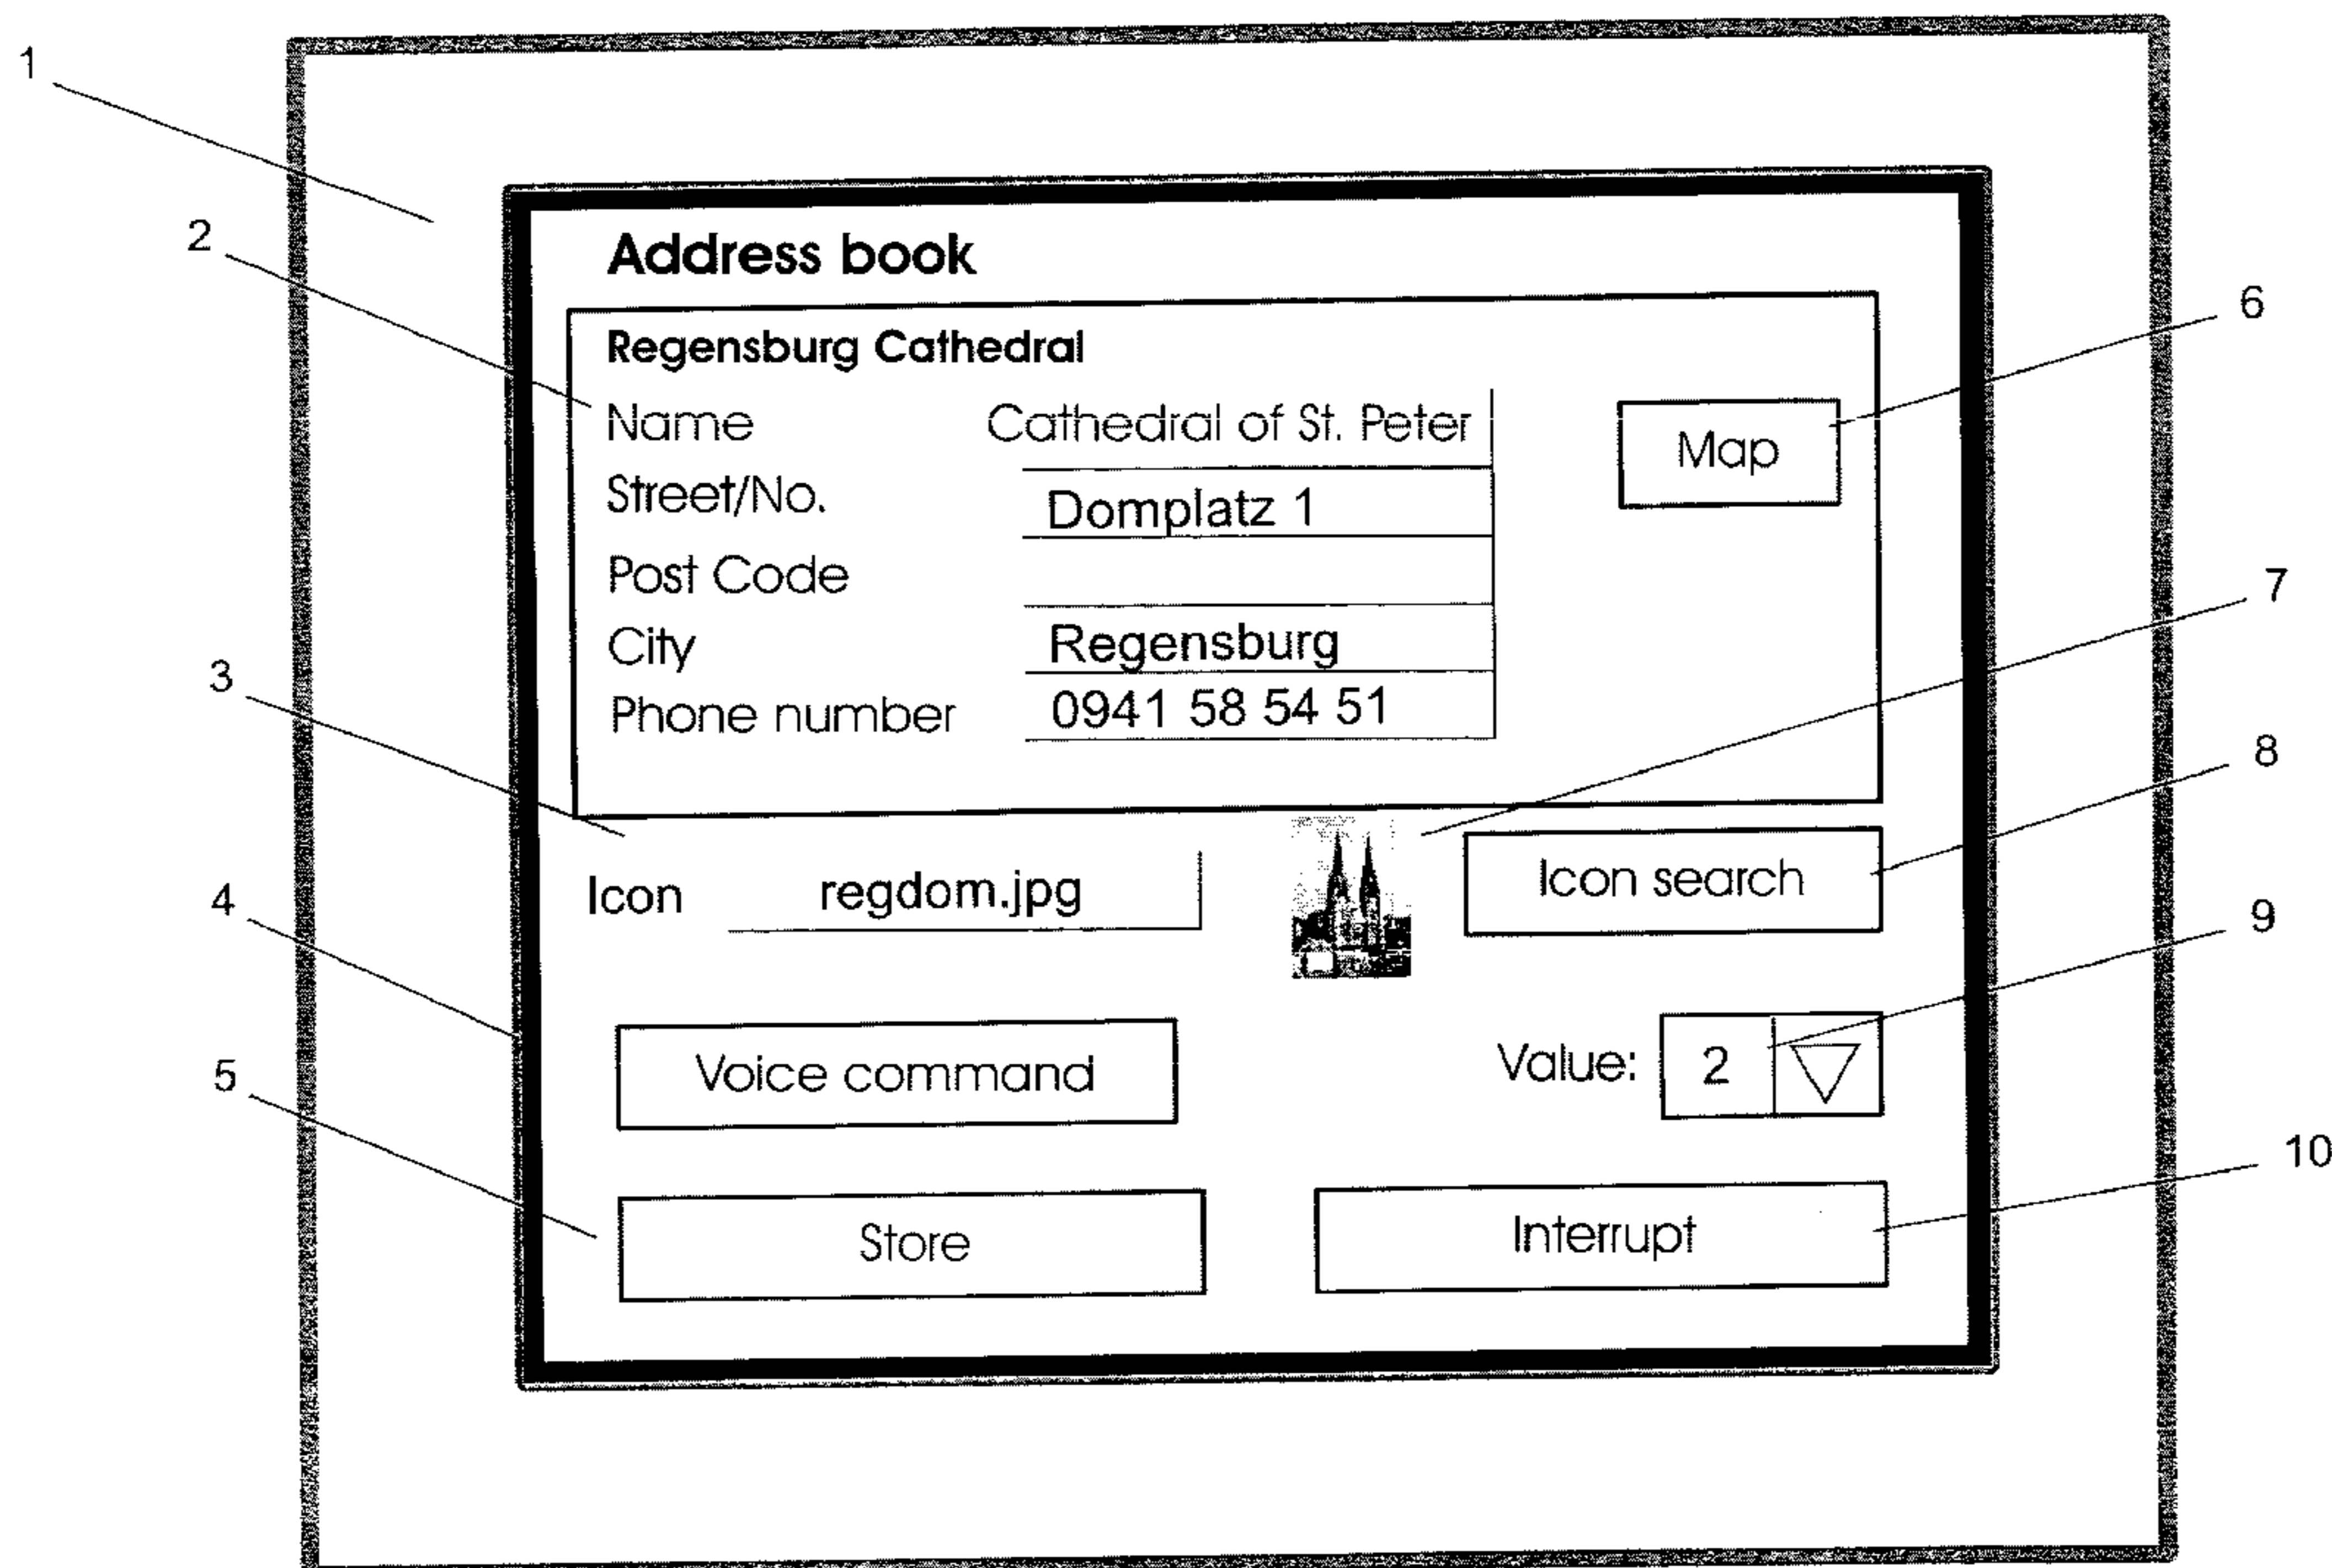 1
2
Address book
Regensburg Cathedral
6
Name Cathedral of St. Peter
Map
Street/No. Domplatz 1
Post Code
7
City Regensburg
3
Phone number 0941 58 54 51
8
Icon regdom.jpg Icon search
4
9
Voice command Value: 2
5
10
Store Interrupt